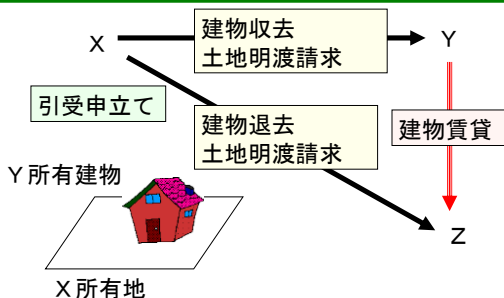 建物収去
土地明渡請求
X
Y
引受申立て
建物退去
土地明渡請求
建物賃貸
Y所有建物
Z
X所有地